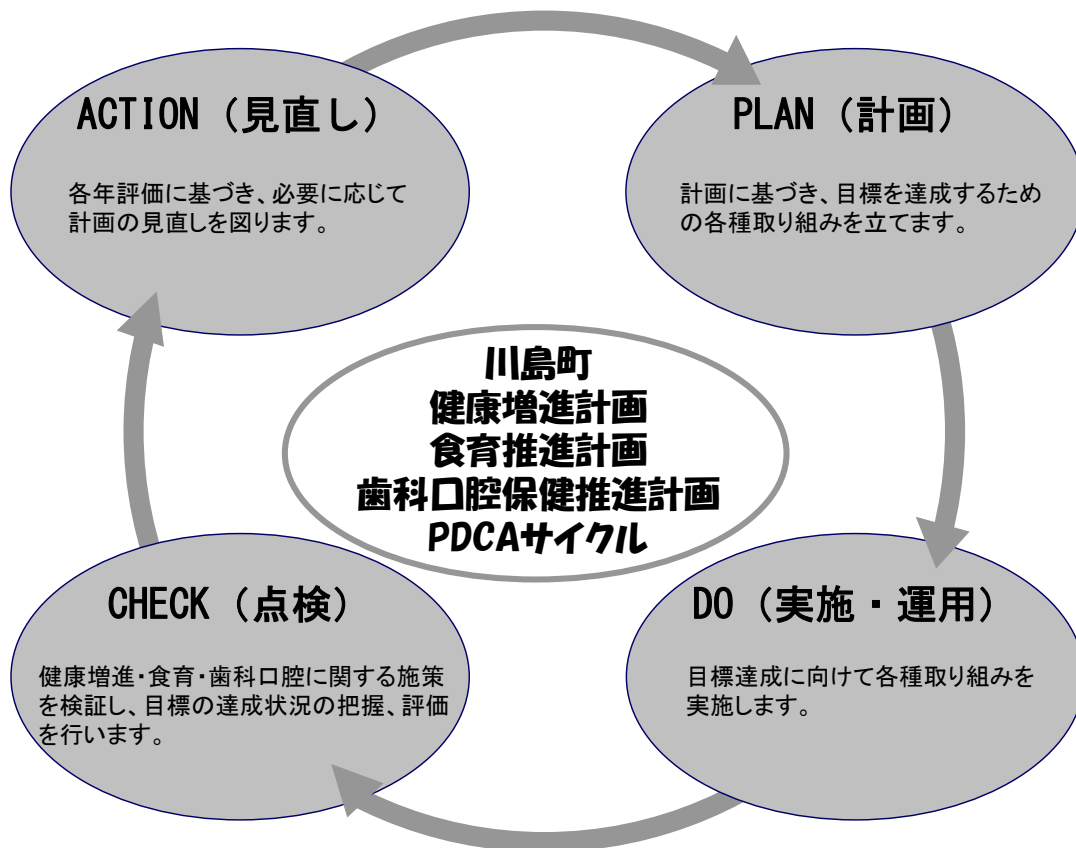 ACTION（見直し）
各年評価に基づき、必要に応じて
計画の見直しを図ります。
PLAN（計画）
計画に基づき、目標を達成するため
の各種取り組みを立てます。
川島町
健康増進計画
食育推進計画
歯科口腔保健推進計画
PDCAサイクル
CHECK（点検）
健康増進・食育・歯科口腔に関する施策
を検証し、目標の達成状況の把握、評価
を行います。
DO（実施・運用）
目標達成に向けて各種取り組みを
実施します。